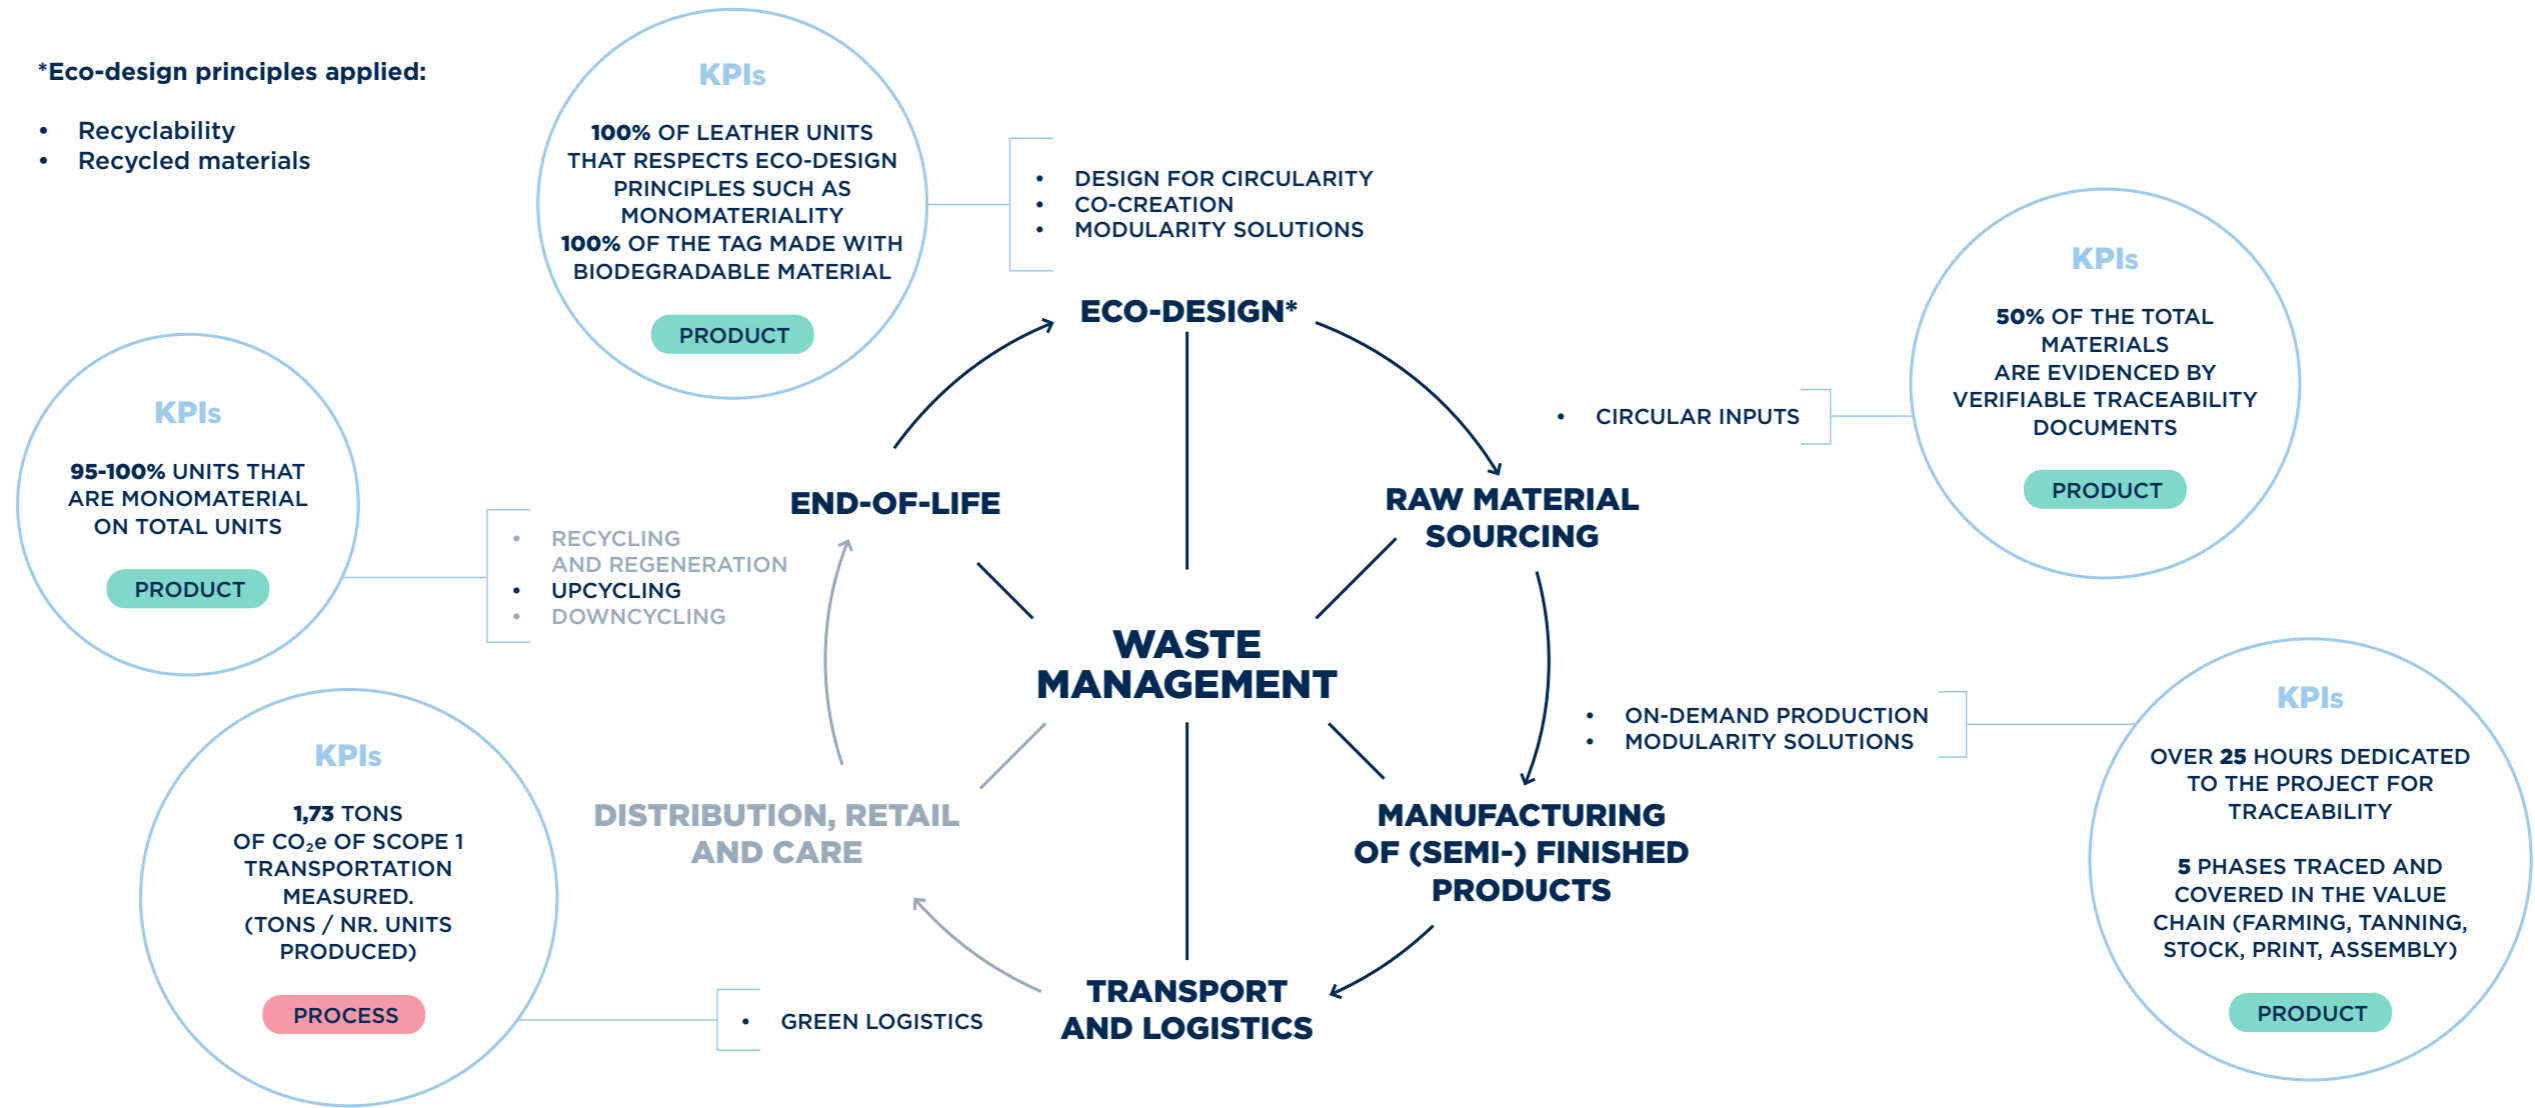 *Eco-design principles applied:
• Recyclability
• Recycled materials
KPIs
100% OF LEATHER UNITS
THAT RESPECTS ECO-DESIGN
PRINCIPLES SUCH AS
MONOMATERIALITY
100% OF THE TAG MADE WITH
BIODEGRADABLE MATERIAL
PRODUCT
• DESIGN FOR CIRCULARITY
• CO-CREATION
• MODULARITY SOLUTIONS
ECO-DESIGN*
KPIs
50% OF THE TOTAL
MATERIALS
ARE EVIDENCED BY
VERIFIABLE TRACEABILITY
DOCUMENTS
PRODUCT
• CIRCULAR INPUTS
RAW MATERIAL
SOURCING
KPIs
95-100% UNITS THAT
ARE MONOMATERIAL
ON TOTAL UNITS
PRODUCT
• RECYCLING
AND REGENERATION
• UPCYCLING
• DOWNCYCLING
END-OF-LIFE
WASTE
MANAGEMENT
• ON-DEMAND PRODUCTION
• MODULARITY SOLUTIONS
KPIs
OVER 25 HOURS DEDICATED
TO THE PROJECT FOR
TRACEABILITY
5 PHASES TRACED AND
COVERED IN THE VALUE
CHAIN (FARMING, TANNING,
STOCK, PRINT, ASSEMBLY)
PRODUCT
MANUFACTURING
OF (SEMI-) FINISHED
PRODUCTS
DISTRIBUTION, RETAIL
AND CARE
KPIs
1,73 TONS
OF CO₂e OF SCOPE 1
TRANSPORTATION
MEASURED.
(TONS / NR. UNITS
PRODUCED)
PROCESS
• GREEN LOGISTICS
TRANSPORT
AND LOGISTICS